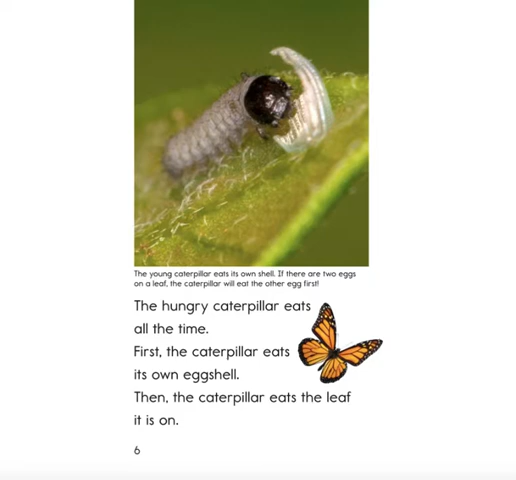 The young caterpillar eats its own shell. If there are two eggs
on a leaf, the caterpillar will eat the other egg first!
The hungry caterpillar eats
all the time.
First, the caterpillar eats
its own eggshell.
Then, the caterpillar eats the leaf
it is on.
6